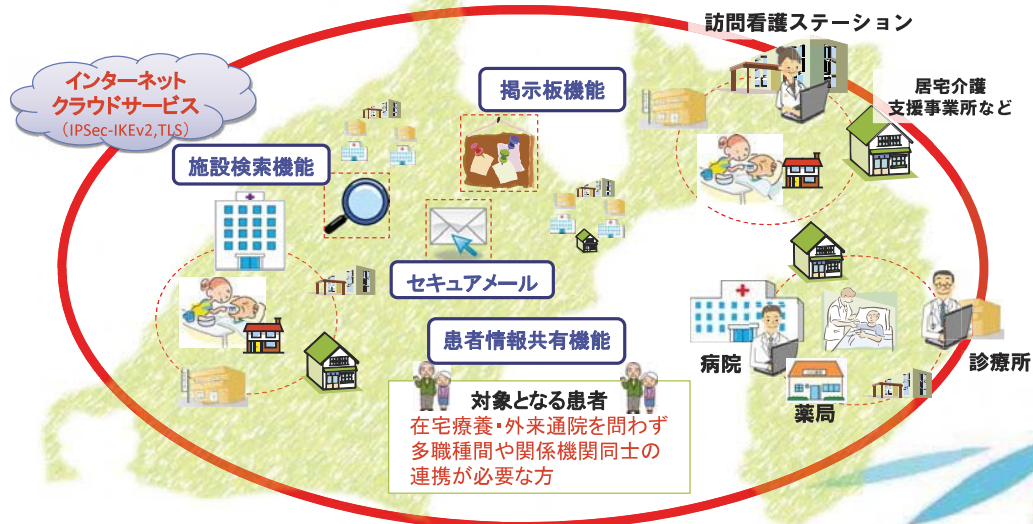 訪問看護ステーション
インターネット
クラウドサービス
(IPSec-IKEv2,TLS)
掲示板機能
居宅介護
支援事業所など
施設検索機能
セキュアメール
患者情報共有機能
病院
診療所
薬局
対象となる患者
在宅療養・外来通院を問わず
多職種間や関係機関同士の
連携が必要な方